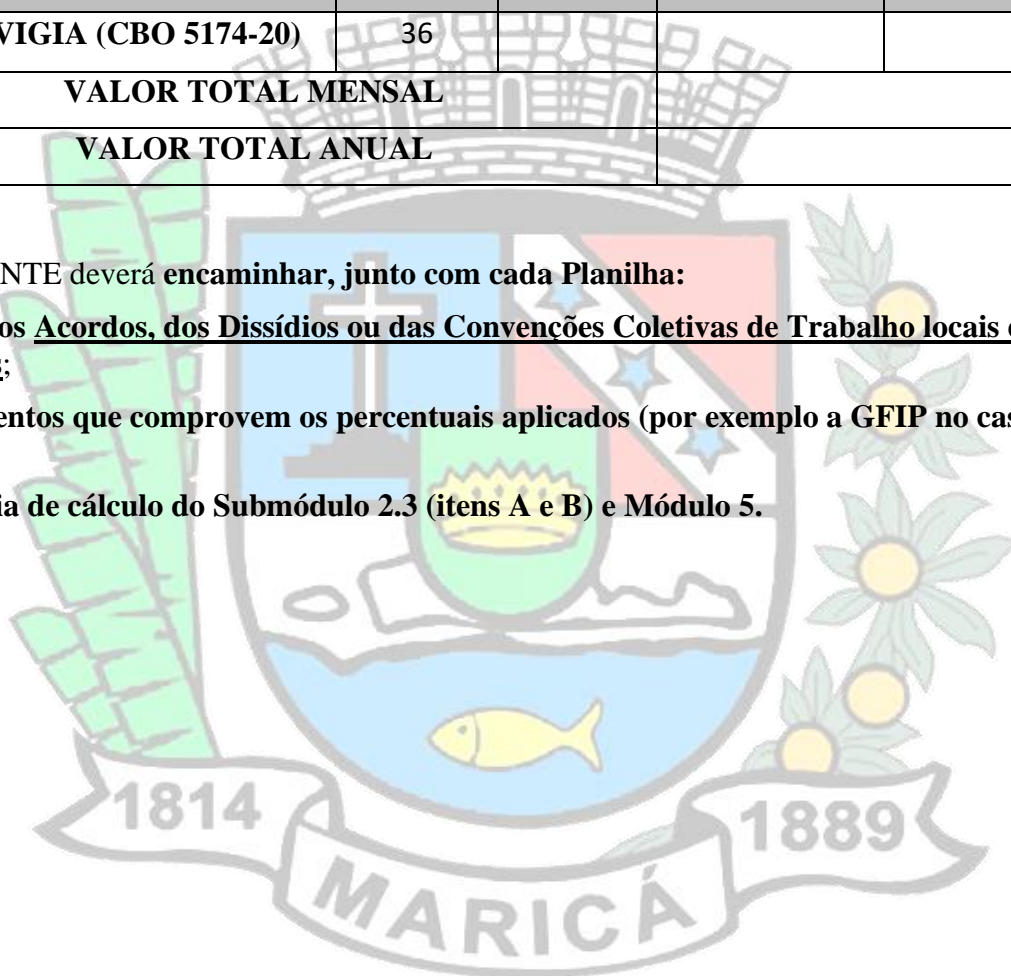 VIGIA (CBO 5174-20) 36
VALOR TOTAL MENSAL
VALOR TOTAL ANUAL
NTE deverá encaminhar, junto com cada Planilha:
os Acordos, dos Dissídios ou das Convenções Coletivas de Trabalho locais
;
entos que comprovem os percentuais aplicados (por exemplo a GFIP no cas
ia de cálculo do Submódulo 2.3 (itens A e B) e Módulo 5.
1814
1889
MARICÁ